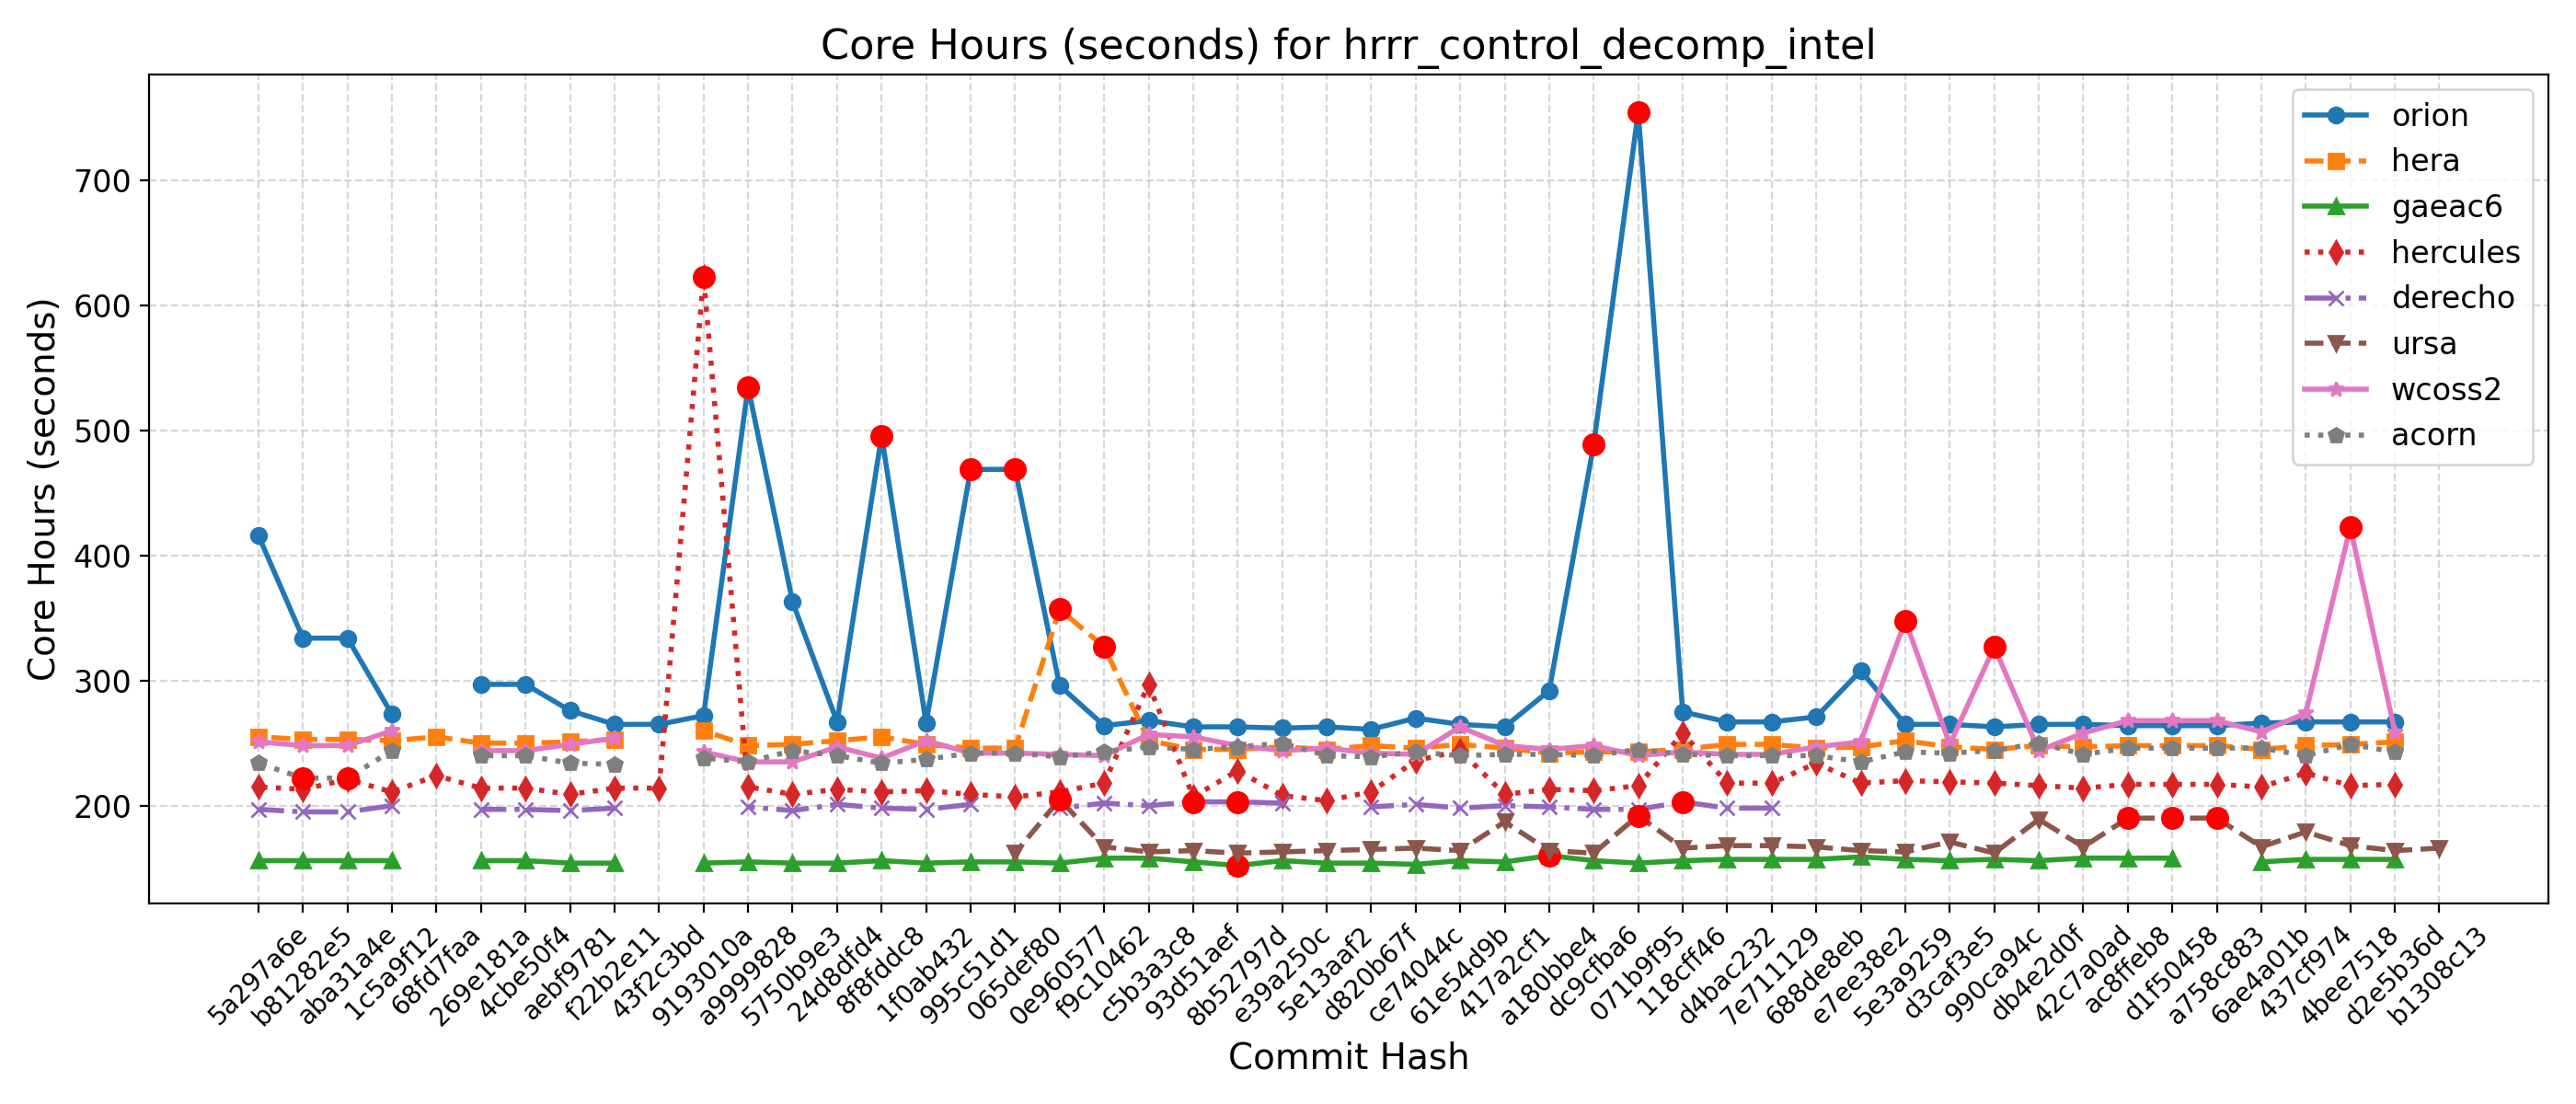 Core Hours (seconds) for hrrr_control_decomp_intel
Core Hours (seconds)
700
600
500
400
300
200
orion
hera
gaeac6
hercules
derecho
ursa
wcoss2
acorn
5a297a6e
b81282e5
aba31a4e
1c5a9f12
68fd7faa
269e181a
4cbe50f4
aebf9781
f22b2e11
43f2c3bd
9193010a
a9999828
5750b9e3
24d8dfd4
8f8fddc8
1f0ab432
995c51d1
065def80
0e960577
f9c10462
c5b3a3c8
93d51aef
8b52797d
e39a250c
5e13aaf2
d820b67f
ce74044c
61e54d9b
417a2cf1
a180bbe4
dc9cfba6
071b9f95
118cff46
d4bac232
7e711129
688de8eb
e7ee38e2
5e3a9259
d3caf3e5
990ca94c
db4e2d0f
42c7a0ad
ac8ffeb8
d1f50458
a758c883
6ae4a01b
437cf974
4bee7518
d2e5b36d
b1308c13
Commit Hash